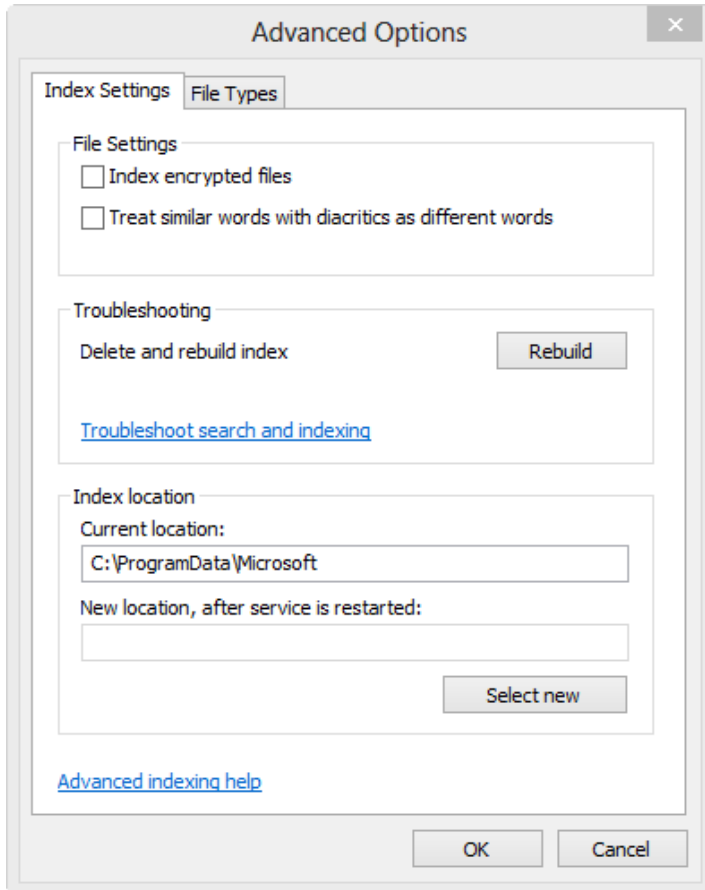 Advanced Options
Index Settings
File Types
File Settings
Index encrypted files
Treat similar words with diacritics as different words
Troubleshooting
Delete and rebuild index
Rebuild
Troubleshoot search and indexing
Index location
Current location:
C:\ProgramData\Microsoft
New location, after service is restarted:
Select new
Advanced indexing help
OK
Cancel